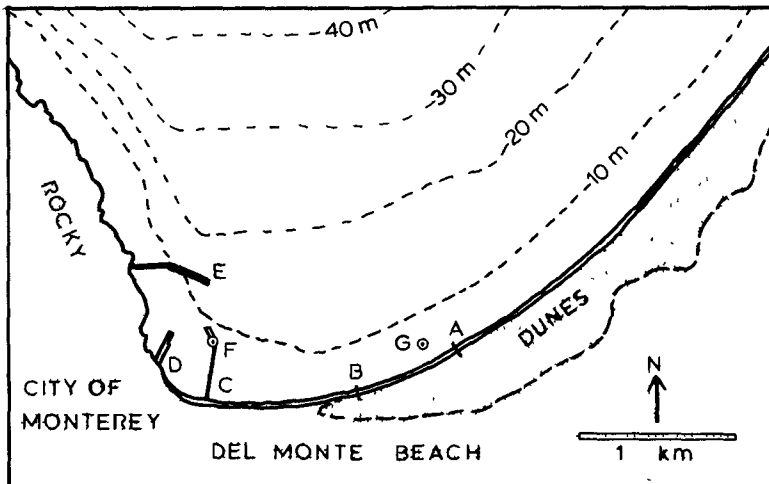 40 m
30 m
20 m
10 m
ROCKY
E
A
G
DUNES
F
D
B
C
N
CITY OF
MONTEREY
DEL MONTE BEACH
1 km